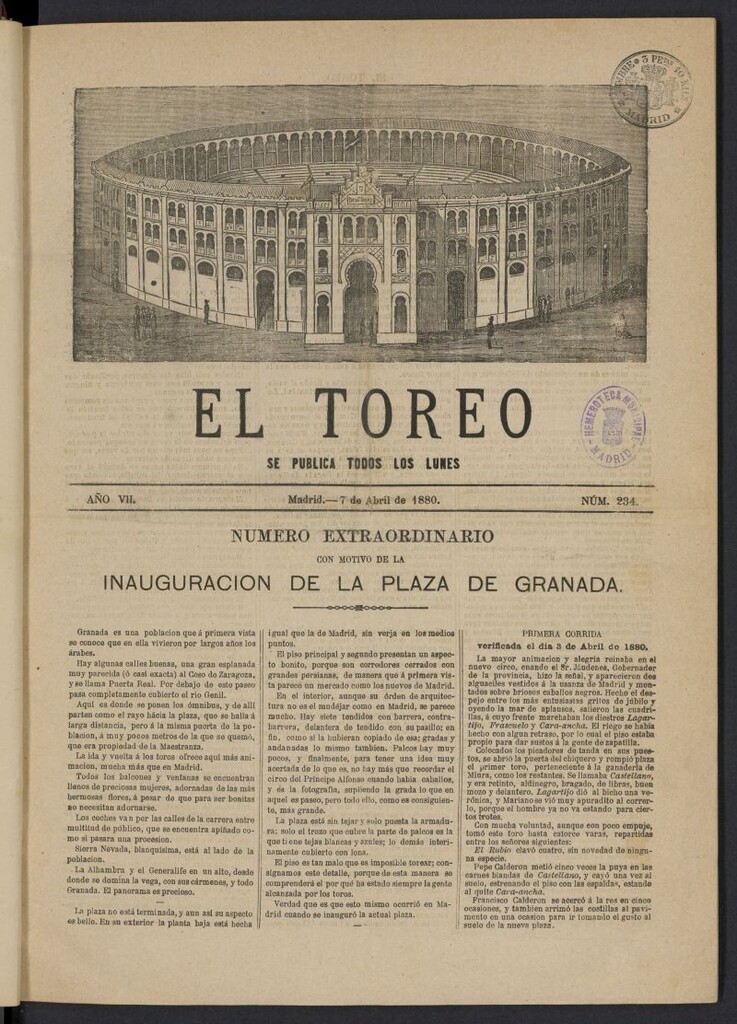 3 PES
MADRID
EL TOREO
HEMEROTECA MUNICIPAL
MADRID
SE PUBLICA TODOS LOS LUNES
AÑO VII.
Madrid.—7 de Abril de 1880.
NÚM. 234.
NUMERO EXTRAORDINARIO
CON MOTIVO DE LA
INAUGURACION DE LA PLAZA DE GRANADA.
Granada es una poblacion que á primera vista
se conoce que en ella vivieron por largos años los
árabes.
Hay algunas calles buenas, una gran esplanada
muy parecida (ó casi exacta) al Coso de Zaragoza,
y se llama Puerta Real. Por debajo de este paseo
pasa completamente cubierto el rio Genil.
Aquí es donde se ponen los ómnibus, y de allí
parten como el rayo hácia la plaza, que se halla á
larga distancia, pero á la misma puerta de la po-
blacion, á muy pocos metros de la que se quemó,
que era propiedad de la Maestranza.
La ida y vuelta á los toros ofrece aquí más ani-
macion, mucha más que en Madrid.
Todos los balcones y ventanas se encuentran
llenos de preciosas mujeres, adornadas de las más
hermosas flores, á pesar de que para ser bonitas
no necesitan adornarse.
Los coches van por las calles de la carrera entre
multitud de público, que se encuentra apiñado como
si pasara una procesion.
Sierra Nevada, blanquísima, está al lado de la
poblacion.
La Alhambra y el Generalife en un alto, desde
donde se domina la vega, con sus cármenes, y todo
Granada. El panorama es precioso.
La plaza no está terminada, y aun así su aspecto
es bello. En su exterior la planta baja está hecha
igual que la de Madrid, sin verja en los medios
puntos.
El piso principal y segundo presentan un aspec-
to bonito, porque son corredores cerrados con
grandes persianas, de manera que á primera vis-
ta parece un mercado como los nuevos de Madrid.
En el interior, aunque su órden de arquitec-
tura no es el mudéjar como en Madrid, se parece
mucho. Hay siete tendidos con barrera, contra-
barrera, delantera de tendido con su pasillo; en
fin, como si la hubieran copiado de esa; gradas y
andanadas lo mismo tambien. Palcos hay muy
pocos, y finalmente, para tener una idea muy
acertada de lo que es, no hay más que recordar el
circo del Príncipe Alfonso cuando había caballos,
y és la fotografía, supliendo la grada lo que en
aquel es paseo, pero todo ello, como es consiguien-
te, más grande.
La plaza está sin tejar y solo puesta la armadu-
ra; solo el trozo que cubre la parte de palcos es la
que tiene tejas blancas y azules; lo demás interi-
namente cubierto con lona.
El piso es tan malo que es imposible torear; con-
signamos este detalle, porque de esta manera se
comprenderá el por qué ha estado siempre la gente
alcanzada por los toros.
Verdad que es que esto mismo ocurrió en Ma-
drid cuando se inauguró la actual plaza.
PRIMERA CORRIDA
verificada el dia 3 de Abril de 1880.
La mayor animacion y alegria reinaba en el
nuevo circo, cuando el Sr. Jimenez, Gobernador
de la provincia, hizo la señal, y aparecieron dos
alguaciles vestidos á la usanza de Madrid y mon-
tados sobre briosos caballos negros. Hecho el des-
pejo entre los mas entusiastas gritos de júbilo y
oyendo la mar de aplausos, salieron las cuadri-
llas, á cuyo frente marchaban los diestros Lagar-
tijo, Frascuelo y Cara-ancha. El riego se habia
hecho con algun retraso, por lo cual el piso estaba
propio para dar sustos á la gente de zapatilla.
Colocados los picadores de tanda en sus pues-
tos, se abrió la puerta del chiquero y rompió plaza
el primer toro, perteneciente á la ganadería de
Miura, como los restantes. Se llamaba Castellano,
y era retinto, aldinegro, bragado, de libras, buen
mozo y delantero. Lagartijo dió al bicho una ve-
rónica, y Mariano se vió muy apuradito al correr-
lo, porque el hombre ya no va estando para cier-
tos trotes.
Con mucha voluntad, aunque con poco empuje,
tomó este toro hasta catorce varas, repartidas
entre los señores siguientes:
El Rubio clavó cuatro, sin novedad de ningu-
na especie.
Pepe Calderon metió cinco veces la puya en las
carnes blandas de Castellano, y cayó una vez al
suelo, estrenando el piso con las espaldas, estando
al quite Cara-ancha.
Francisco Calderon se acercó á la res en cinco
ocasiones, y tambien arrimó las costillas al pavi-
mento en una ocasion para ir tomando el gusto al
suelo de la nueva plaza.